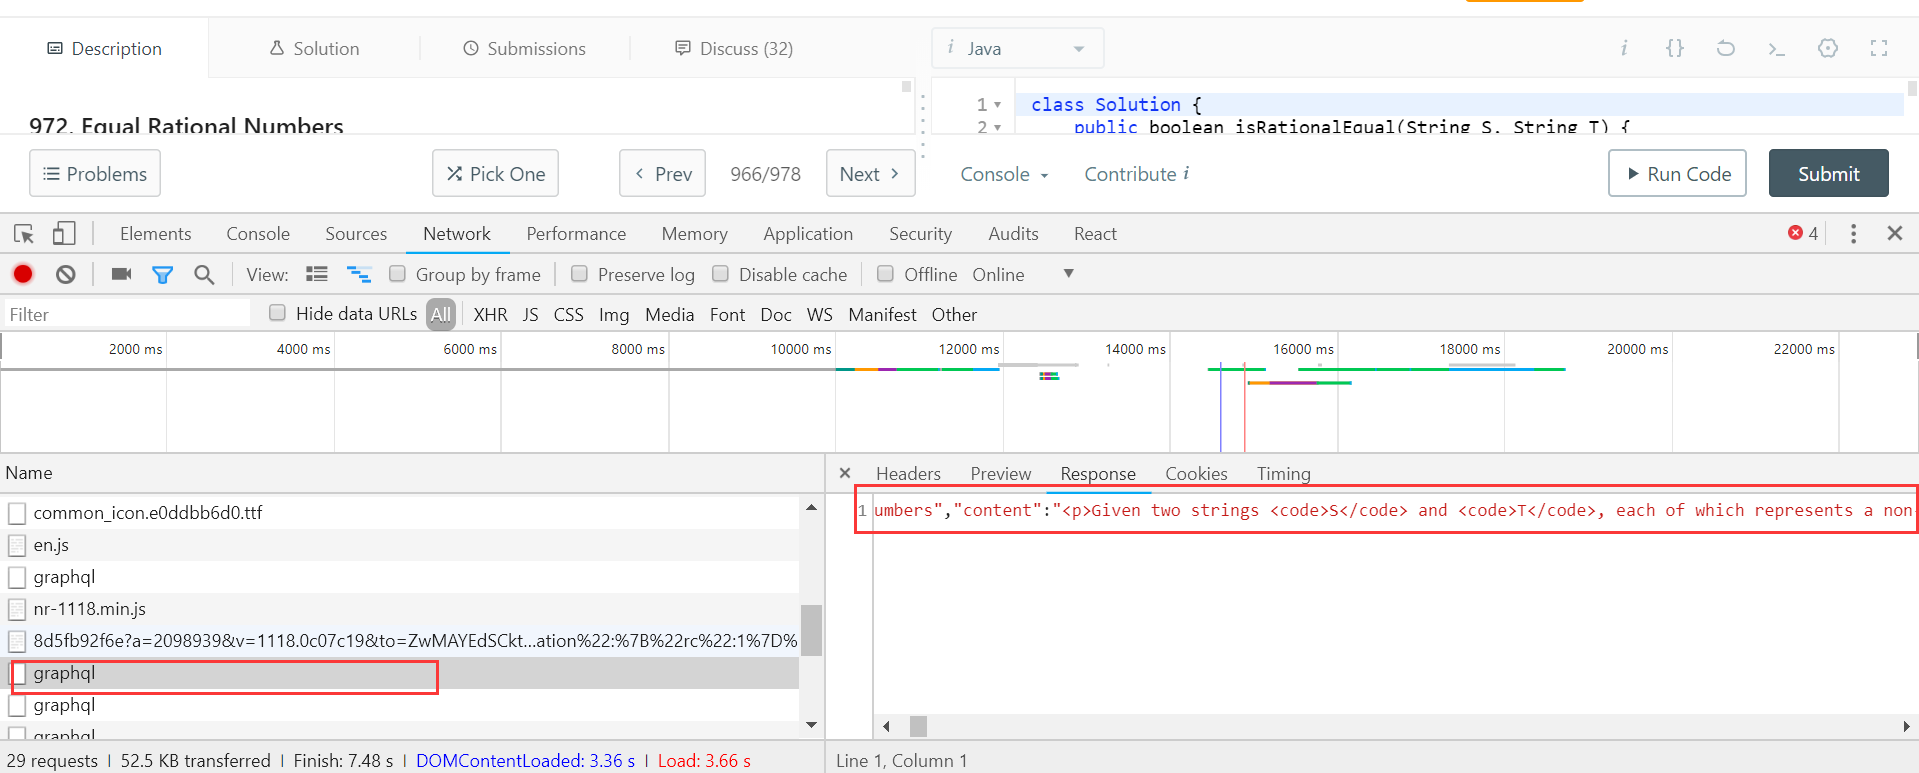 Description
Solution
Submissions
Discuss (32)
i Java
i {} >_
972. Equal Rational Numbers
1 class Solution {
2 public boolean isRationalEqual(String S, String T) {
Problems
Pick One
Prev
966/978
Next
Console
Contribute i
Run Code
Submit
Elements Console Sources Network Performance Memory Application Security Audits React
4
View:
Group by frame
Preserve log
Disable cache
Offline Online
Filter
Hide data URLs
All XHR JS CSS Img Media Font Doc WS Manifest Other
2000 ms 4000 ms 6000 ms 8000 ms 10000 ms 12000 ms 14000 ms 16000 ms 18000 ms 20000 ms 22000 ms
Name
common_icon.e0ddbb6d0.ttf
en.js
graphql
nr-1118.min.js
8d5fb92f6e?a=2098939&v=1118.0c07c19&to=ZwMAYEdSCkt...ation%22:%7B%22rc%22:1%7D%
graphql
graphql
graphql
29 requests | 52.5 KB transferred | Finish: 7.48 s | DOMContentLoaded: 3.36 s | Load: 3.66 s
Headers Preview Response Cookies Timing
1 umbers","content":"<p>Given two strings <code>S</code> and <code>T</code>, each of which represents a non-
Line 1, Column 1